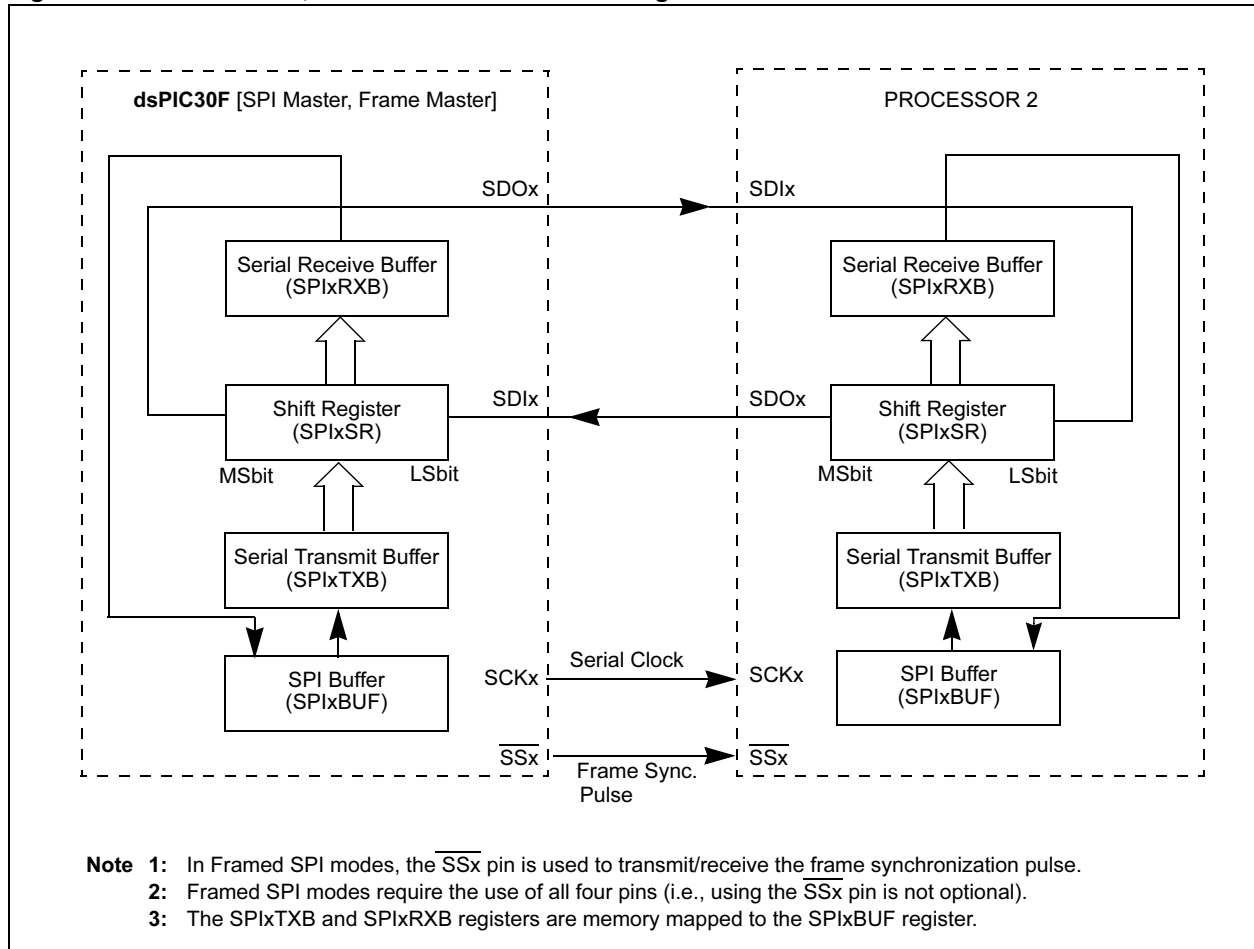 dsPIC30F [SPI Master, Frame Master]
PROCESSOR 2
SDOx
SDIx
Serial Receive Buffer
(SPIxRXB)
Serial Receive Buffer
(SPIxRXB)
Shift Register
(SPIxSR)
SDIx
SDOx
Shift Register
(SPIxSR)
MSbit
LSbit
MSbit
LSbit
Serial Transmit Buffer
(SPIxTXB)
Serial Transmit Buffer
(SPIxTXB)
SPI Buffer
(SPIxBUF)
SCKx
Serial Clock
SCKx
SPI Buffer
(SPIxBUF)
SSx
Frame Sync.
Pulse
SSx
Note 1: In Framed SPI modes, the SSx pin is used to transmit/receive the frame synchronization pulse.
2: Framed SPI modes require the use of all four pins (i.e., using the SSx pin is not optional).
3: The SPIxTXB and SPIxRXB registers are memory mapped to the SPIxBUF register.